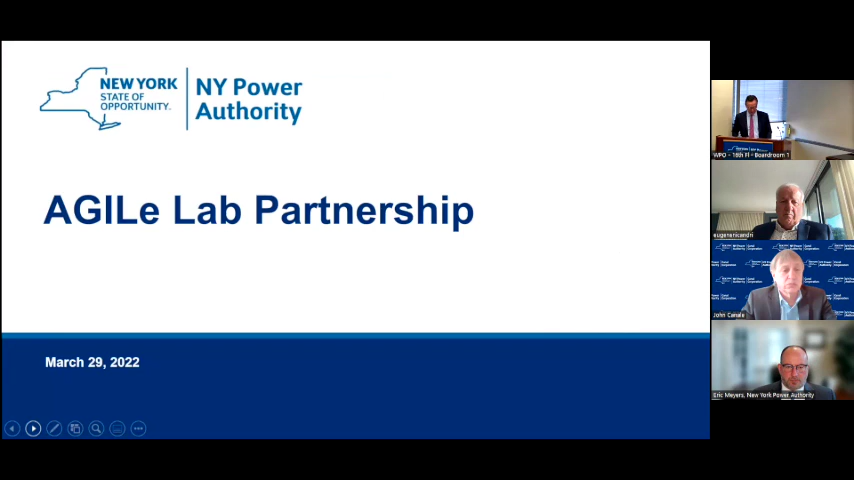 NEW YORK
STATE OF
OPPORTUNITY.
NY Power
Authority
AGILe Lab Partnership
March 29, 2022
WPO - 16th Fl - Boardroom 1
eugenenicandri
John Canale
Eric Meyers, New York Power Authority